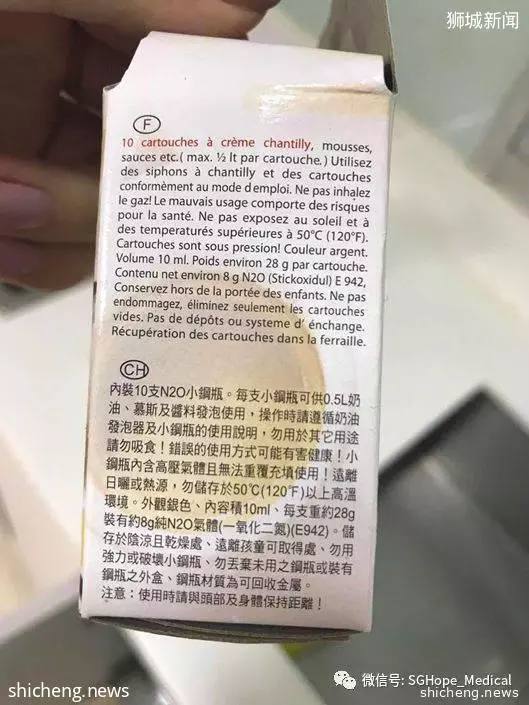 狮城新闻
F
10 cartouches à crème chantilly, mousses,
sauces etc.( max. ½ lt par cartouche.) Utilisez
des siphons à chantilly et des cartouches
conformément au mode d emploi. Ne pas inhalez
le gaz! Le mauvais usage comporte des risques
pour la santé. Ne pas exposez au soleil et à
des temperaturés supérieures à 50°C (120°F).
Cartouches sont sous pression! Couleur argent.
Volume 10 ml. Poids environ 28 g par cartouche.
Contenu net environ 8 g N2O (Stickoxidul) E 942,
Conservez hors de la portée des enfants. Ne pas
endommagez, éliminez seulement les cartouches
vides. Pas de dépôts ou systeme d' énchange.
Récupération des cartouches dans la ferraille.
CH
內裝10支N2O小鋼瓶。每支小鋼瓶可供0.5L奶
油、慕斯及醬料發泡使用，操作時請遵循奶油
發泡器及小鋼瓶的使用說明，勿用於其它用途
請勿吸食！錯誤的使用方式可能有害健康！小
鋼瓶內含高壓氣體且無法重覆充填使用！遠離
日曬或熱源，勿儲存於50℃(120℉)以上高溫
環境。外觀銀色、內容積10ml、每支重約28g
裝有約8g純N2O氣體(一氧化二氮)(E942)。儲
存於陰涼且乾燥處、遠離孩童可取得處、勿用
強力或破壞小鋼瓶、勿丟棄未用之鋼瓶或裝有
鋼瓶之外盒、鋼瓶材質為可回收金屬。
注意：使用時請與頭部及身體保持距離！
微信号: SGHope_Medical
shicheng.news
shicheng.news